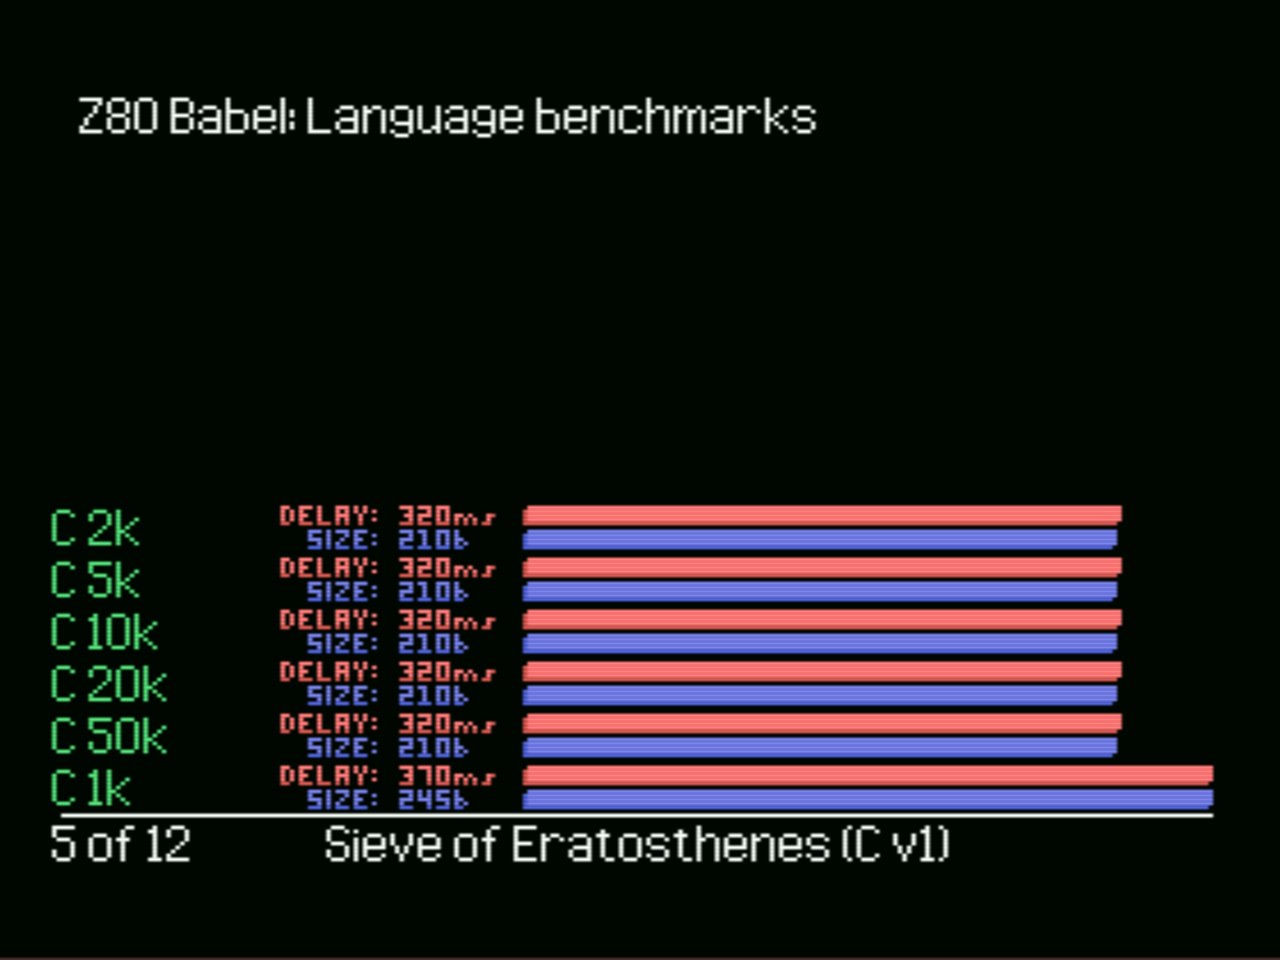 Z80 Babel: Language benchmarks
C 2k DELAY: 320ms
SIZE: 210b
C 5k DELAY: 320ms
SIZE: 210b
C 10k DELAY: 320ms
SIZE: 210b
C 20k DELAY: 320ms
SIZE: 210b
C 50k DELAY: 320ms
SIZE: 210b
C 1k DELAY: 370ms
SIZE: 245b
5 of 12 Sieve of Eratosthenes (C v1)